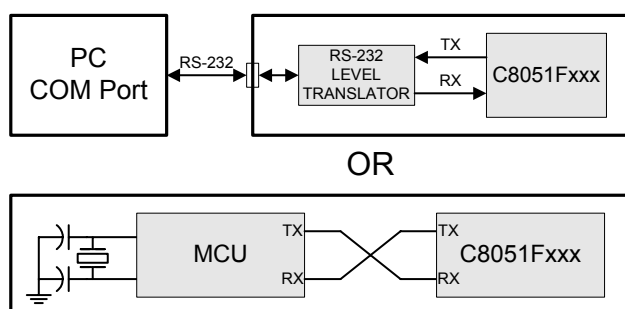 PC
COM Port
RS-232
RS-232
LEVEL
TRANSLATOR
TX
RX
C8051Fxxx
OR
MCU
TX
RX
TX
RX
C8051Fxxx